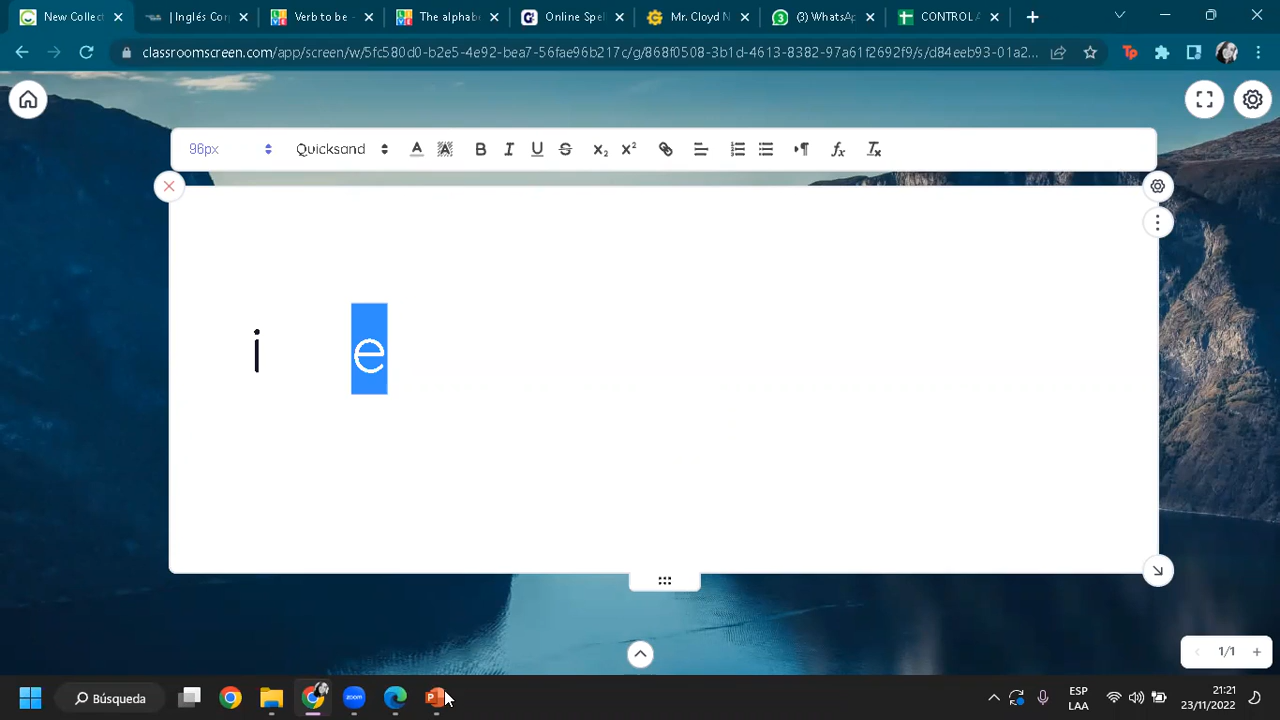 New Collect
| Inglés Cor
Verb to be -
The alphabe
Online Spel
Mr. Cloyd N
(3) WhatsAp
CONTROL A
classroomscreen.com/app/screen/w/5fc580d0-b2e5-4e92-bea7-56fae96b217c/g/868f0508-3b1d-4613-8382-97a61f2692f9/s/d84eeb93-01a2...
96px
Quicksand
i e
1/1
Búsqueda
zoom
ESP
LAA
21:21
23/11/2022